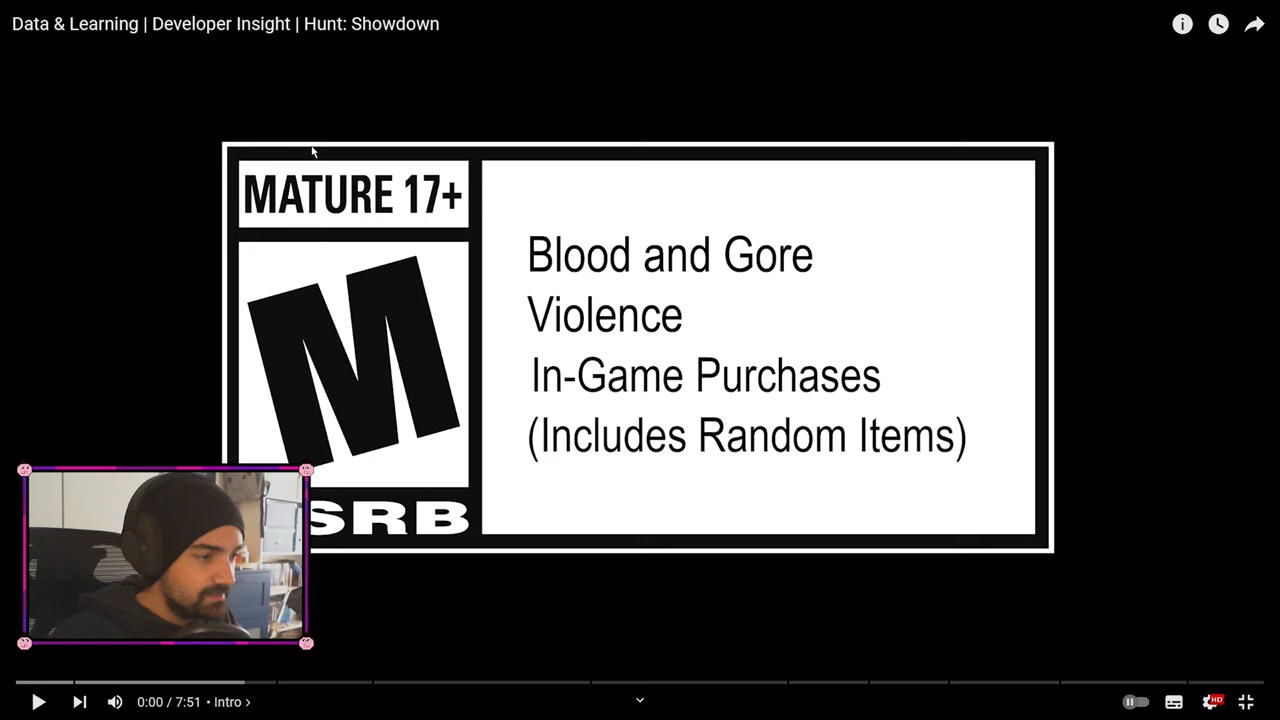 Data & Learning | Developer Insight | Hunt: Showdown
MATURE 17+
Blood and Gore
Violence
In-Game Purchases
(Includes Random Items)
M
SRB
0:00 / 7:51 • Intro ›
HD